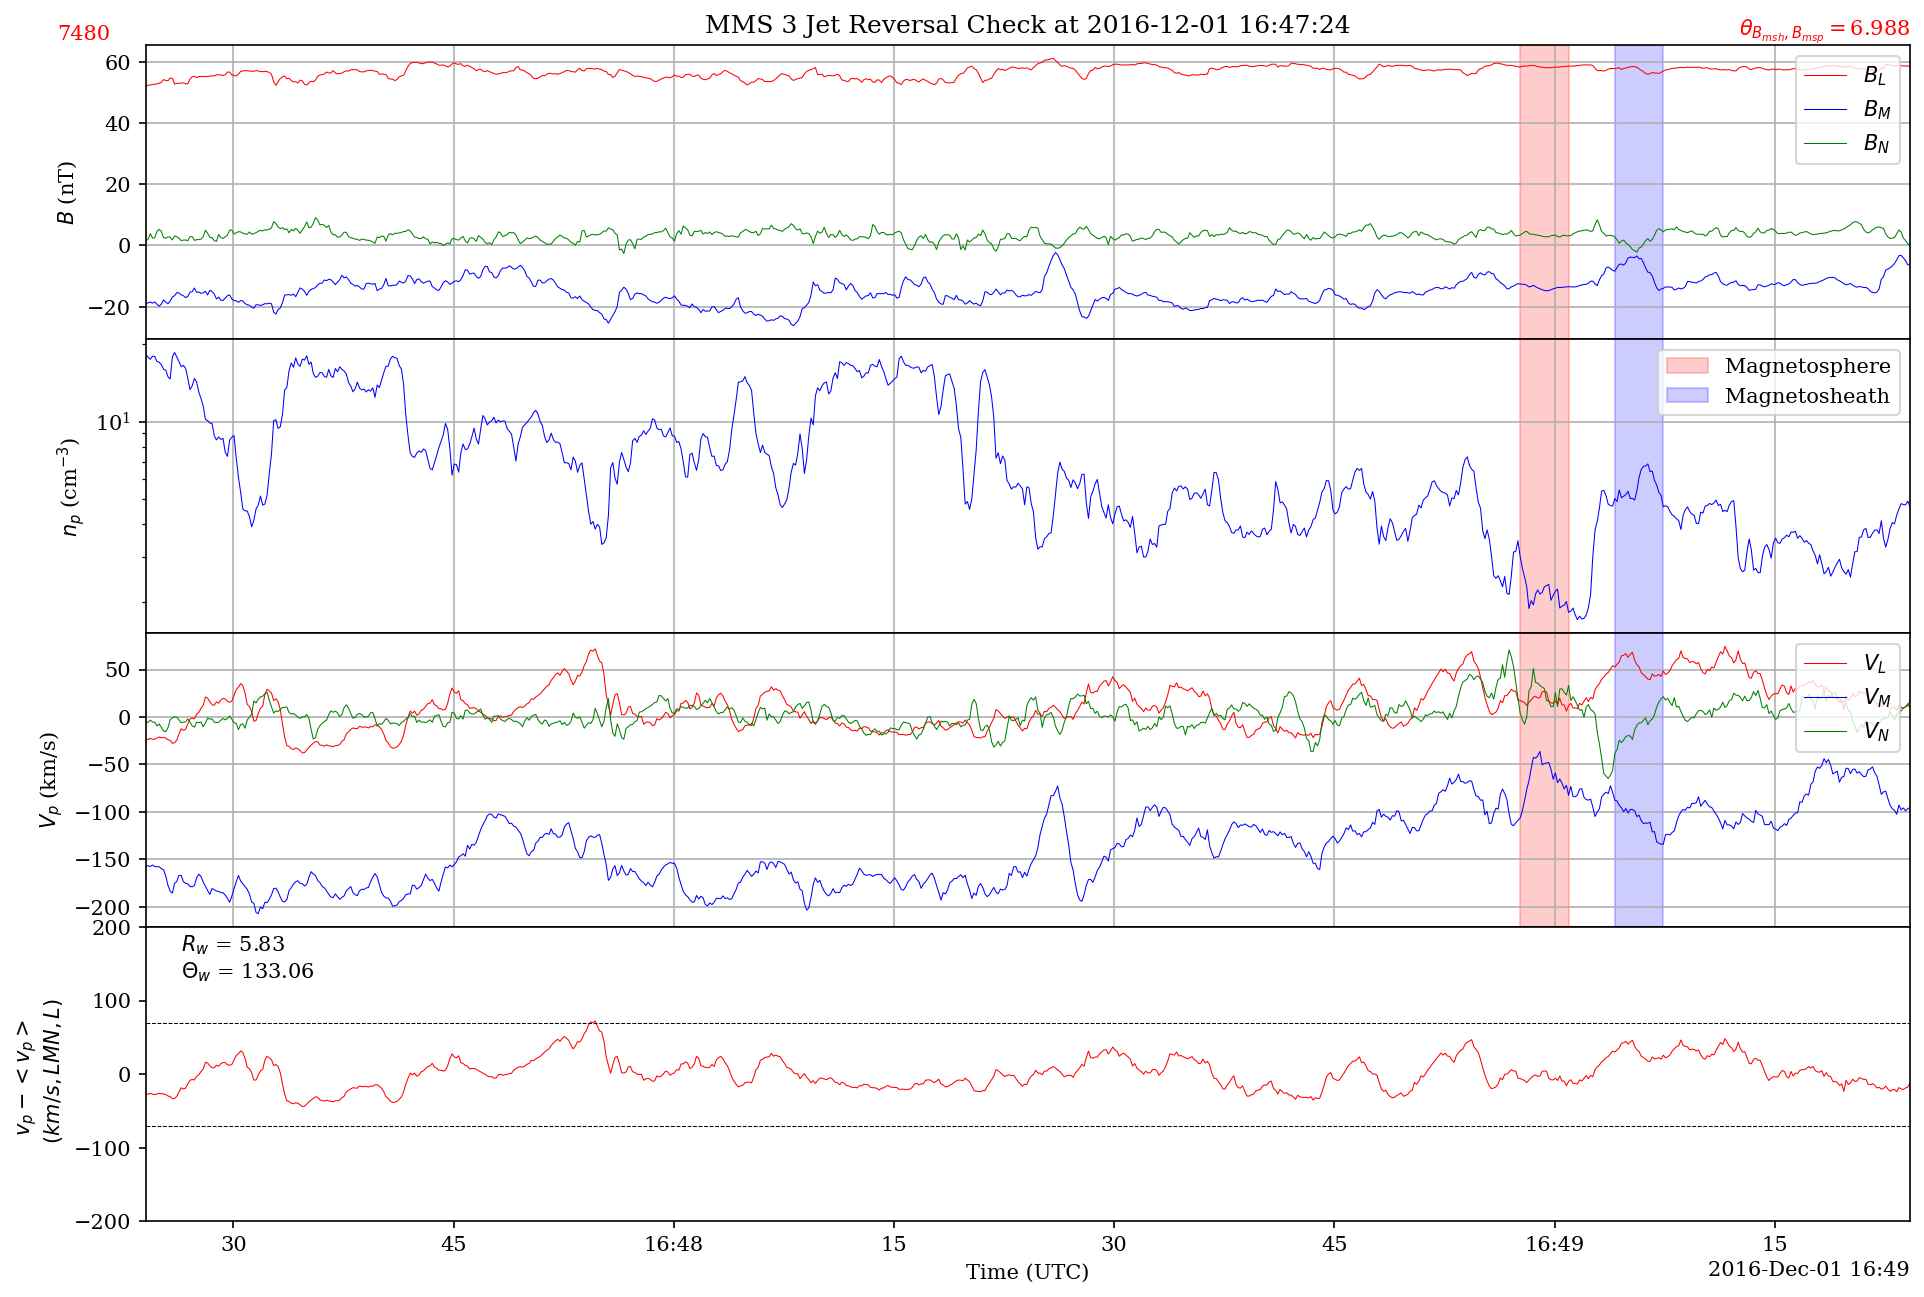 7480
MMS 3 Jet Reversal Check at 2016-12-01 16:47:24
θ_{B_{msh}, B_{msp}} = 6.988
60
40
20
0
−20
B (nT)
B_L
B_M
B_N
10^1
n_p (cm^{−3})
Magnetosphere
Magnetosheath
50
0
−50
−100
−150
−200
V_p (km/s)
V_L
V_M
V_N
200
100
0
−100
−200
v_p − < v_p >
(km/s, LMN, L)
R_w = 5.83
Θ_w = 133.06
30
45
16:48
15
30
45
16:49
15
Time (UTC)
2016-Dec-01 16:49